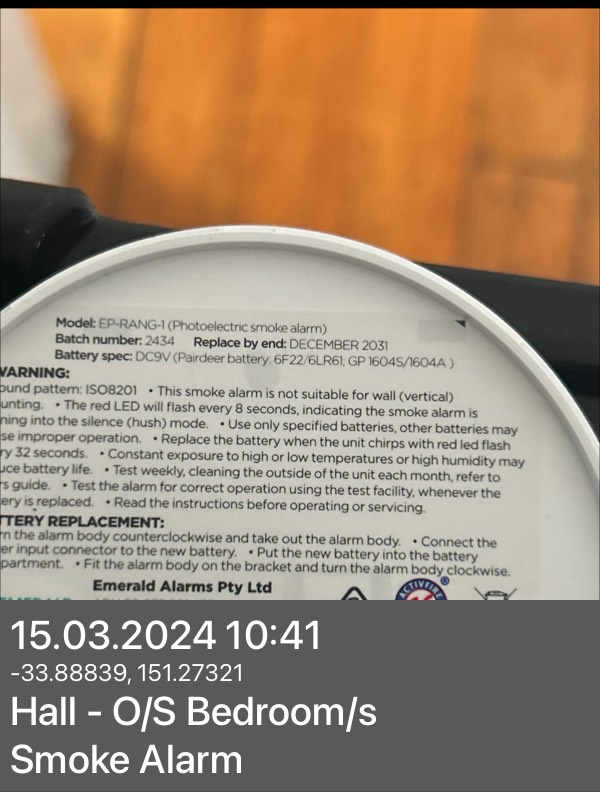 Model: EP-RANG-1 (Photoelectric smoke alarm)
Batch number: 2434 Replace by end: DECEMBER 2031
Battery spec: DC9V (Pairdeer battery: 6F22/6LR61, GP 1604S/1604A )
WARNING:
ound pattern: ISO8201 • This smoke alarm is not suitable for wall (vertical)
unting. • The red LED will flash every 8 seconds, indicating the smoke alarm is
ning into the silence (hush) mode. • Use only specified batteries, other batteries may
se improper operation. • Replace the battery when the unit chirps with red led flash
ry 32 seconds. • Constant exposure to high or low temperatures or high humidity may
uce battery life. • Test weekly, cleaning the outside of the unit each month, refer to
rs guide. • Test the alarm for correct operation using the test facility, whenever the
ery is replaced. • Read the instructions before operating or servicing.
TTERY REPLACEMENT:
rn the alarm body counterclockwise and take out the alarm body. • Connect the
er input connector to the new battery. • Put the new battery into the battery
partment. • Fit the alarm body on the bracket and turn the alarm body clockwise.
Emerald Alarms Pty Ltd
ACTIVFIRE ®
15.03.2024 10:41
-33.88839, 151.27321
Hall - O/S Bedroom/s
Smoke Alarm